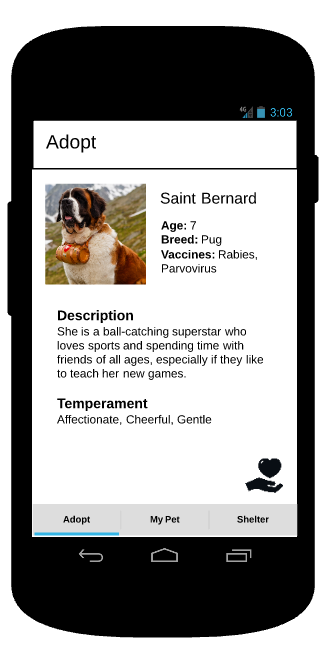 4G 3:03
Adopt
Saint Bernard
Age: 7
Breed: Pug
Vaccines: Rabies,
Parvovirus
Description
She is a ball-catching superstar who
loves sports and spending time with
friends of all ages, especially if they like
to teach her new games.
Temperament
Affectionate, Cheerful, Gentle
Adopt My Pet Shelter